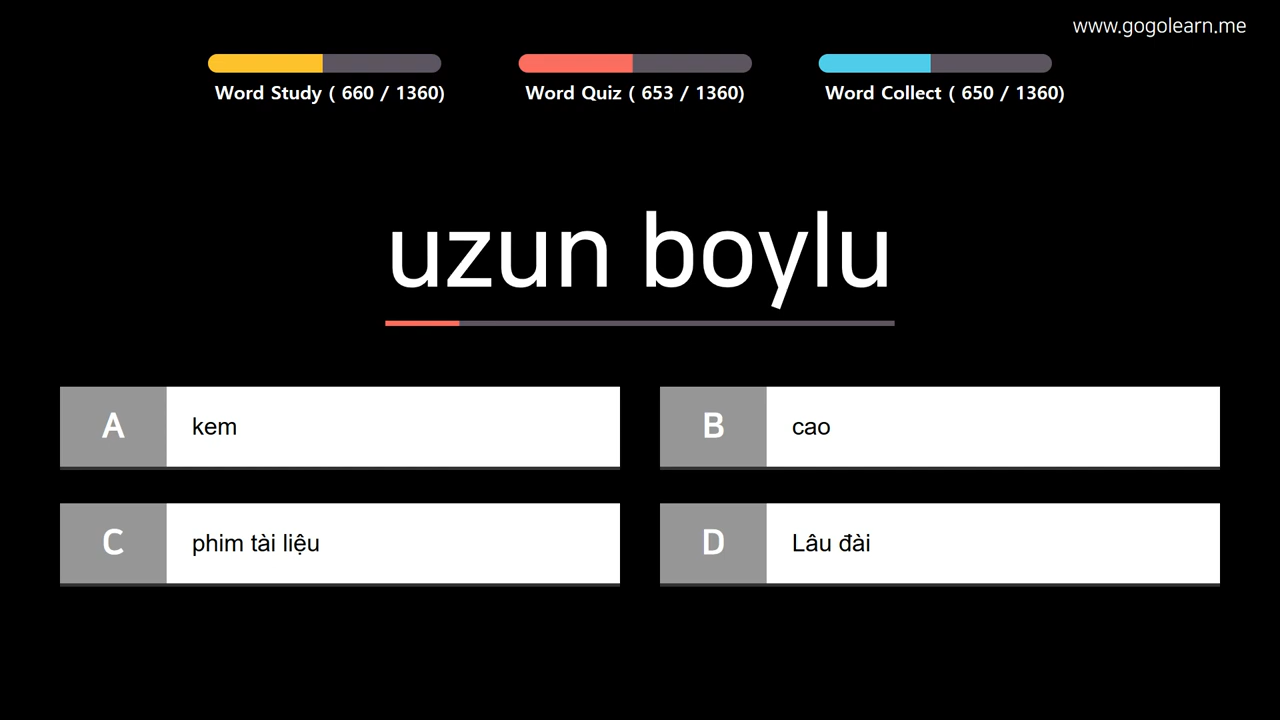 www.gogolearn.me
Word Study ( 660 / 1360)
Word Quiz ( 653 / 1360)
Word Collect ( 650 / 1360)
uzun boylu
A kem
B cao
C phim tài liệu
D Lâu đài